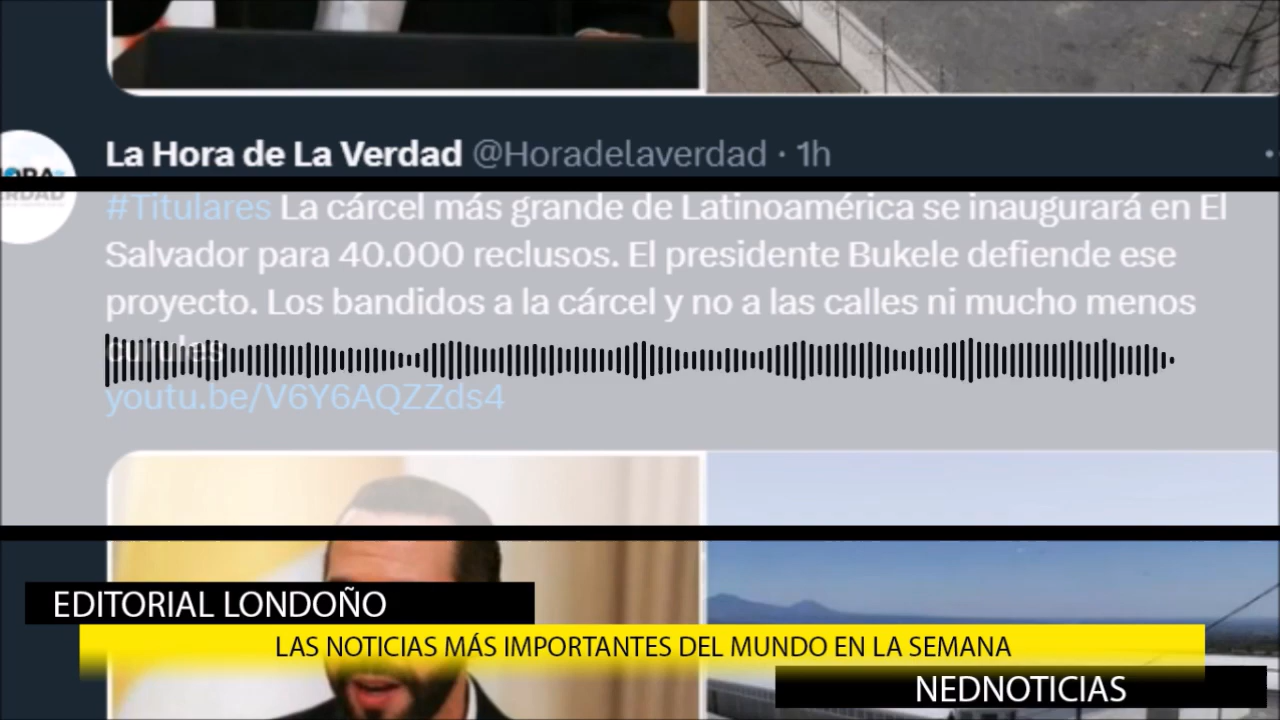 La Hora de La Verdad @Horadelaverdad · 1h
#Titulares La cárcel más grande de Latinoamérica se inaugurará en El
Salvador para 40.000 reclusos. El presidente Bukele defiende ese
proyecto. Los bandidos a la cárcel y no a las calles ni mucho menos
curules
youtu.be/V6Y6AQZZds4
EDITORIAL LONDOÑO
LAS NOTICIAS MÁS IMPORTANTES DEL MUNDO EN LA SEMANA
NEDNOTICIAS